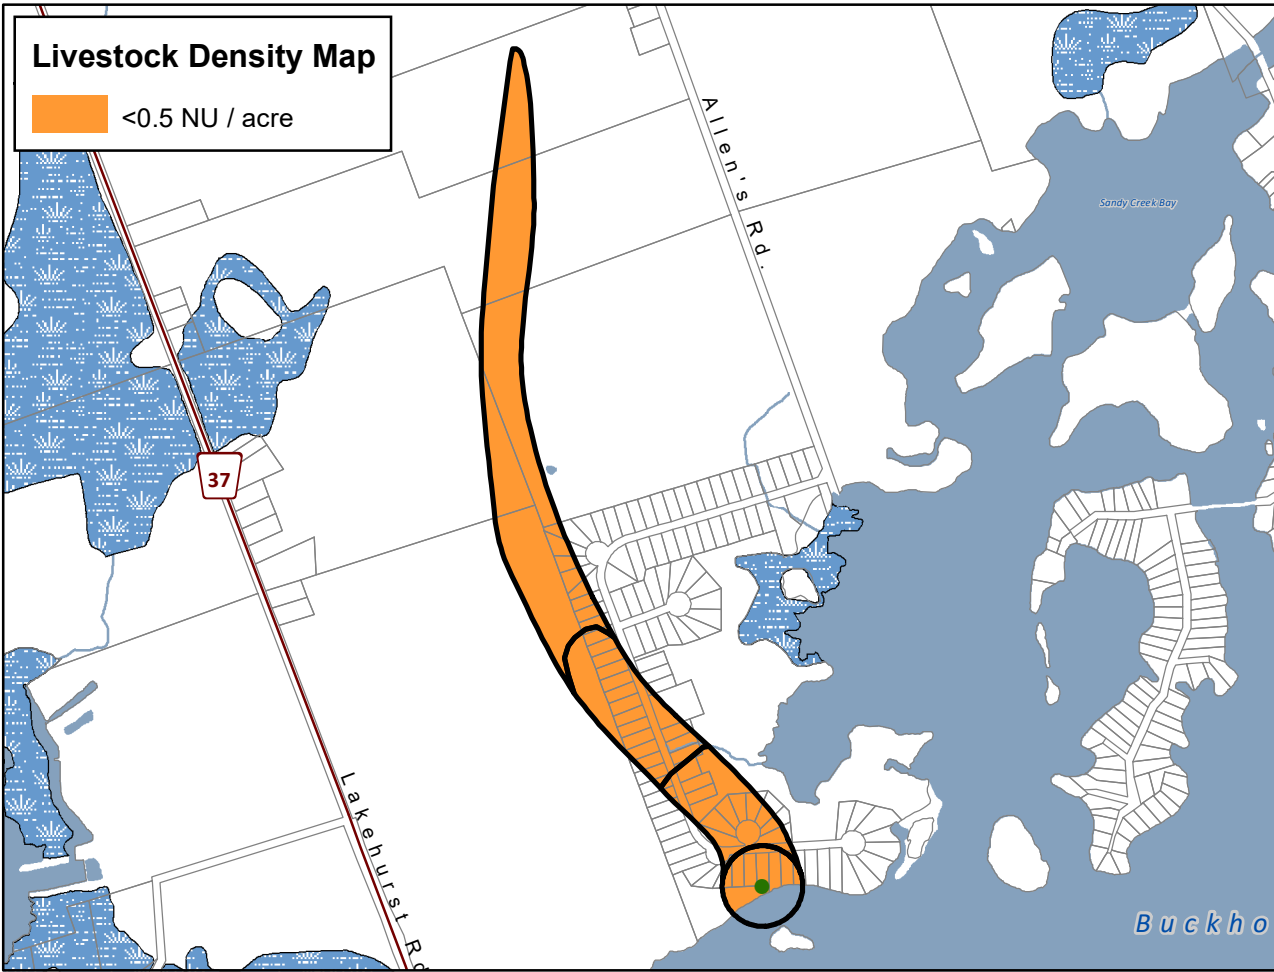 Livestock Density Map
<0.5 NU / acre
Allen's Rd.
Sandy Creek Bay
37
Lakehurst Rd
Buckho